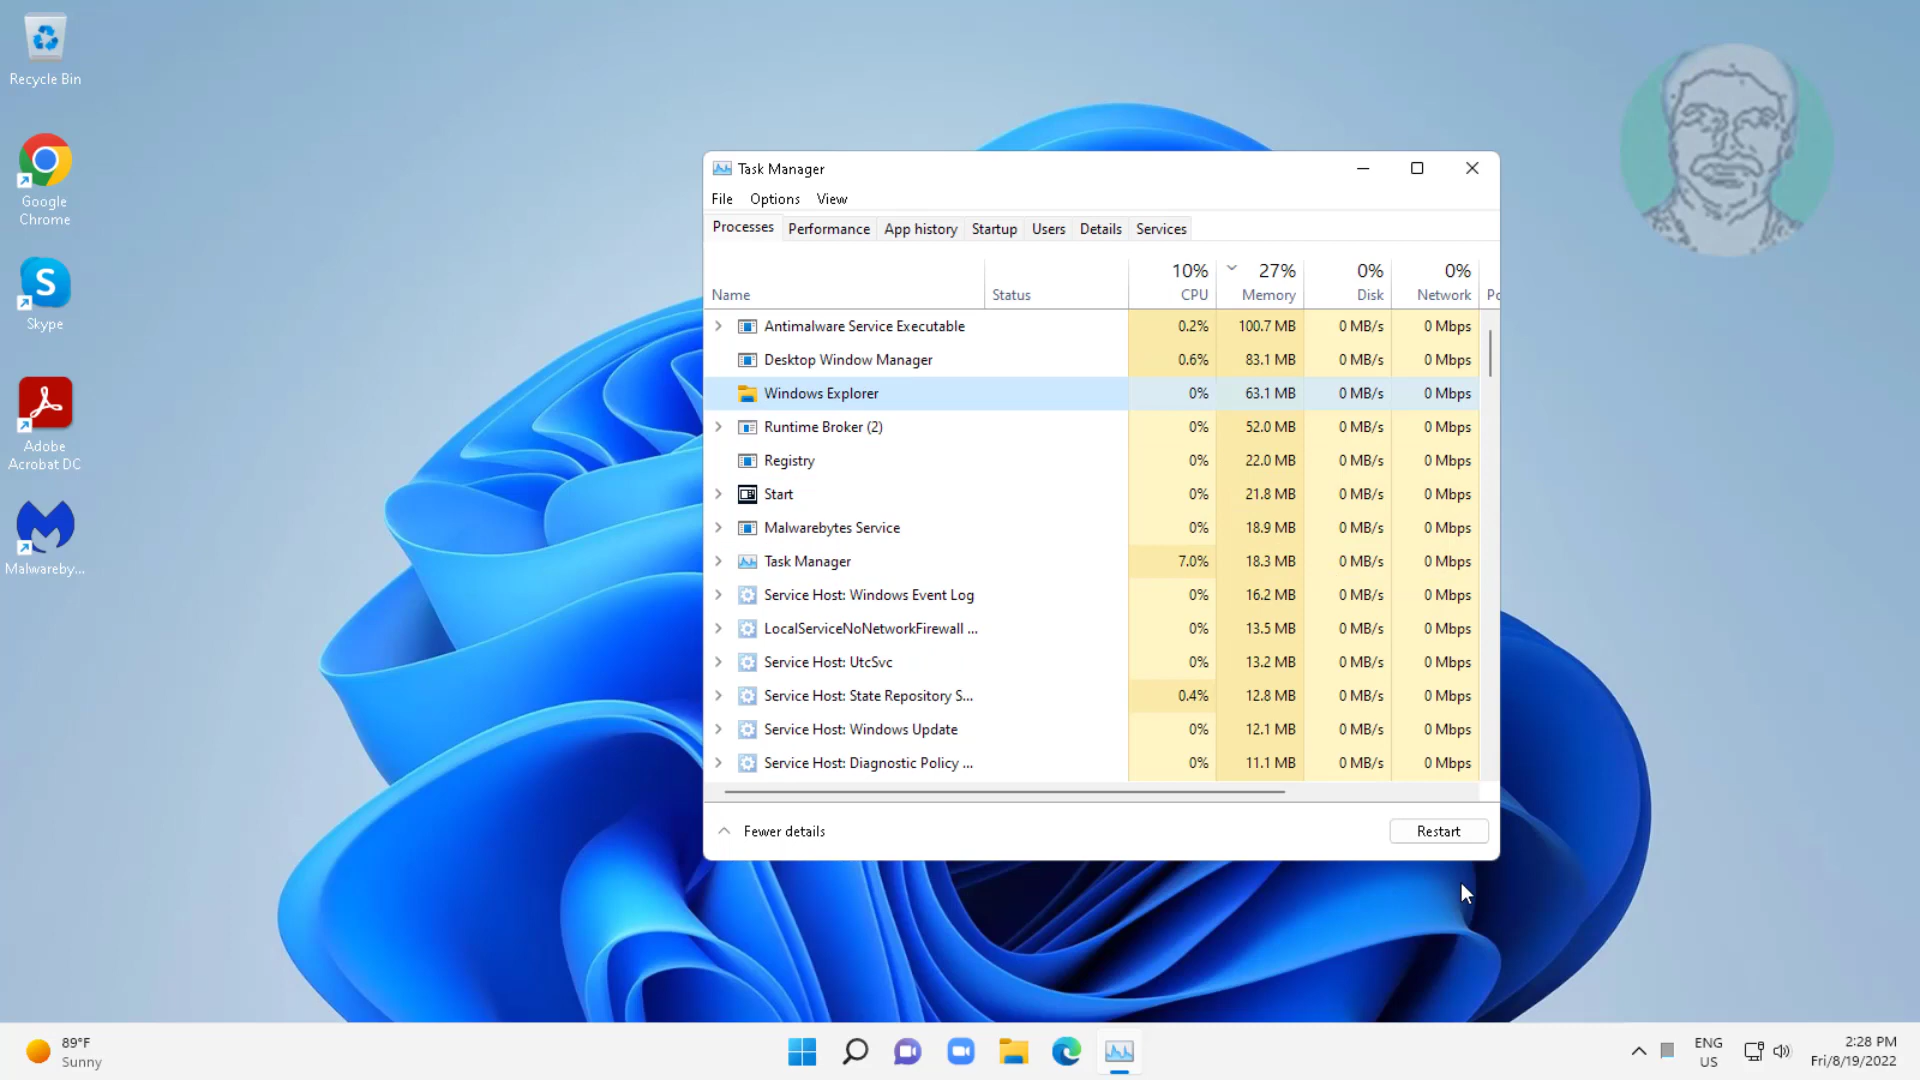 Recycle Bin
Google
Chrome
Skype
Adobe
Acrobat DC
Malwareby...
Task Manager
File Options View
Processes Performance App history Startup Users Details Services
10% 27% 0% 0%
Name Status CPU Memory Disk Network Po
Antimalware Service Executable 0.2% 100.7 MB 0 MB/s 0 Mbps
Desktop Window Manager 0.6% 83.1 MB 0 MB/s 0 Mbps
Windows Explorer 0% 63.1 MB 0 MB/s 0 Mbps
Runtime Broker (2) 0% 52.0 MB 0 MB/s 0 Mbps
Registry 0% 22.0 MB 0 MB/s 0 Mbps
Start 0% 21.8 MB 0 MB/s 0 Mbps
Malwarebytes Service 0% 18.9 MB 0 MB/s 0 Mbps
Task Manager 7.0% 18.3 MB 0 MB/s 0 Mbps
Service Host: Windows Event Log 0% 16.2 MB 0 MB/s 0 Mbps
LocalServiceNoNetworkFirewall ... 0% 13.5 MB 0 MB/s 0 Mbps
Service Host: UtcSvc 0% 13.2 MB 0 MB/s 0 Mbps
Service Host: State Repository S... 0.4% 12.8 MB 0 MB/s 0 Mbps
Service Host: Windows Update 0% 12.1 MB 0 MB/s 0 Mbps
Service Host: Diagnostic Policy ... 0% 11.1 MB 0 MB/s 0 Mbps
Fewer details Restart
89°F
Sunny
ENG
US
2:28 PM
Fri/8/19/2022